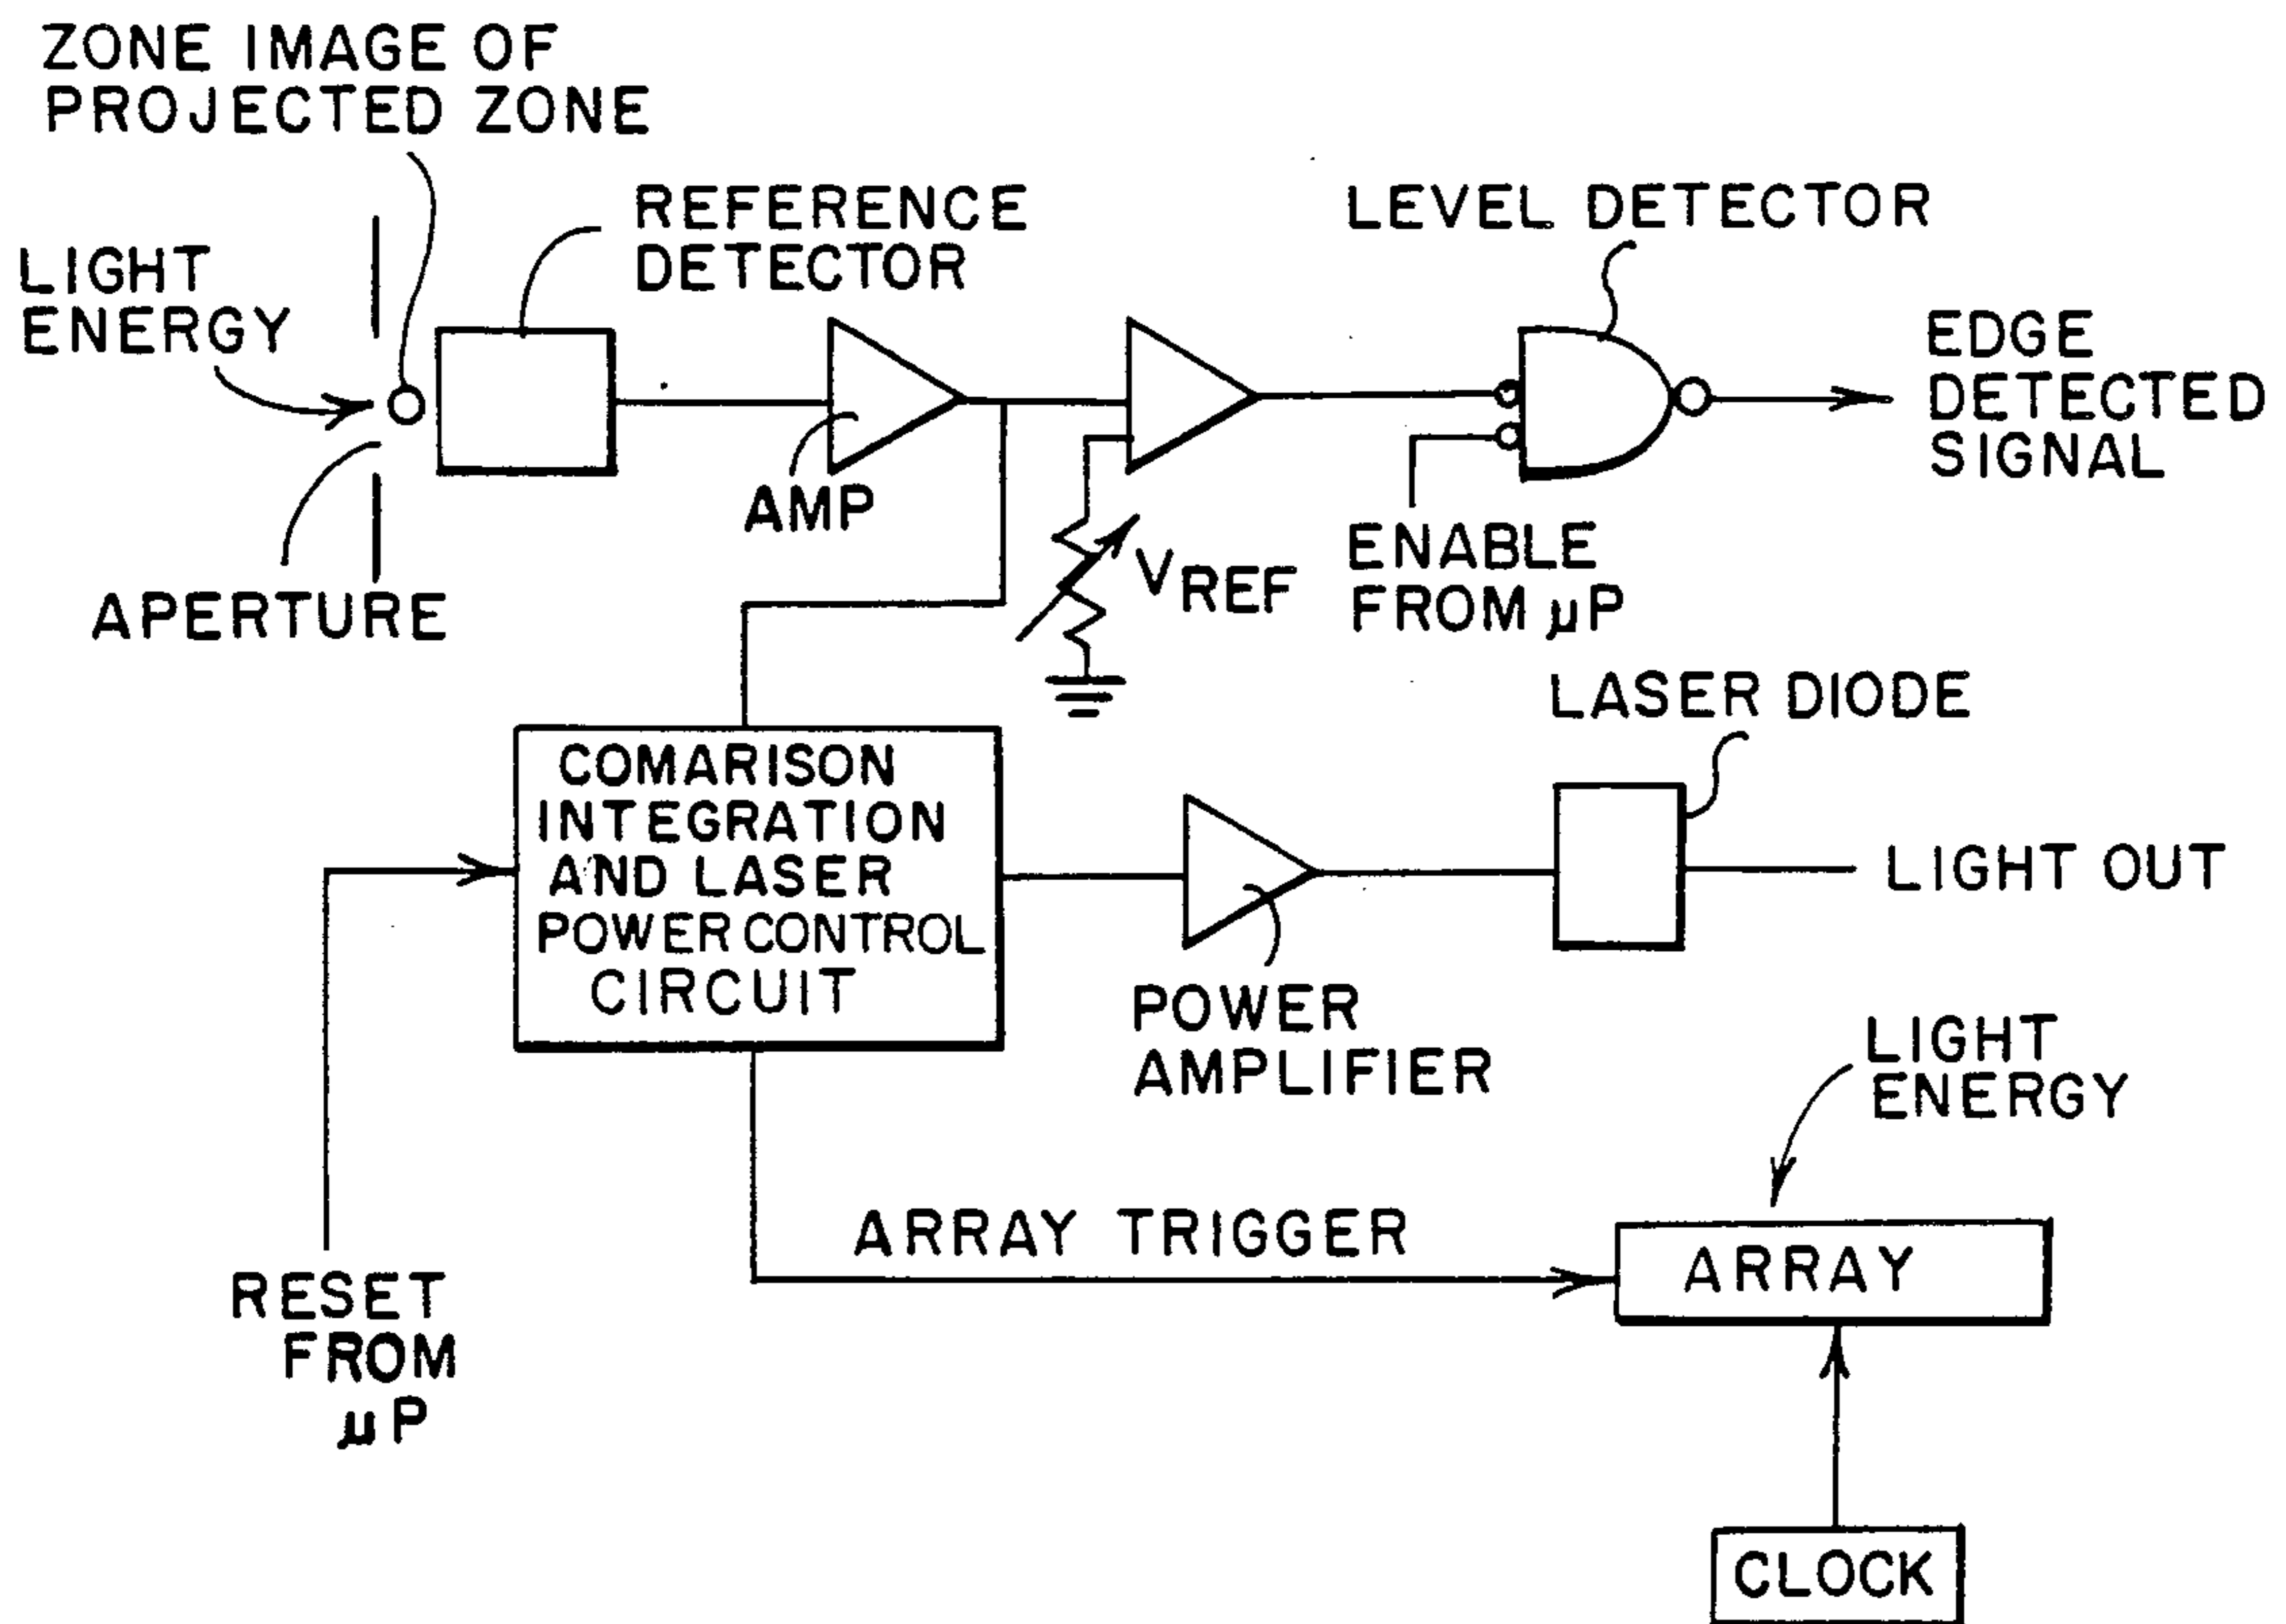 ZONE IMAGE OF
PROJECTED ZONE
REFERENCE
DETECTOR
LEVEL DETECTOR
LIGHT
ENERGY
EDGE
DETECTED
SIGNAL
AMP
APERTURE
VREF
ENABLE
FROM µP
LASER DIODE
COMARISON
INTEGRATION
AND LASER
POWER CONTROL
CIRCUIT
LIGHT OUT
POWER
AMPLIFIER
LIGHT
ENERGY
ARRAY TRIGGER
ARRAY
RESET
FROM
µP
CLOCK